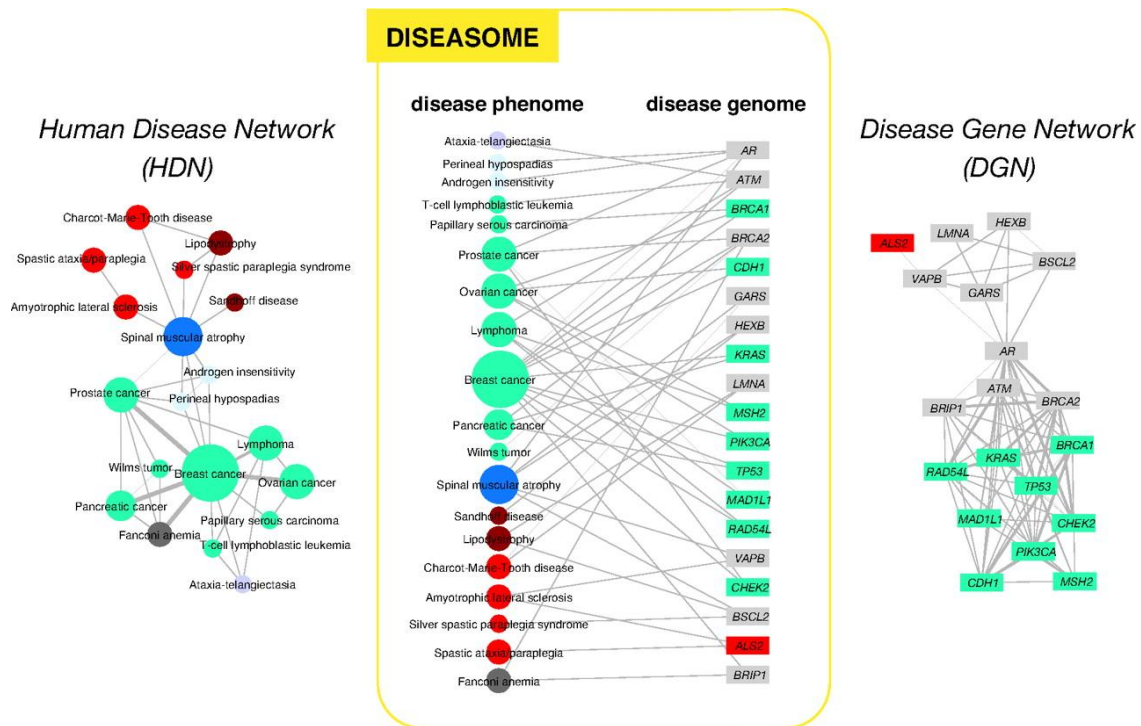 DISEASOME
Human Disease Network
(HDN)
Charcot-Marie-Tooth disease
Lipodystrophy
Spastic ataxia/paraplegia
Silver spastic paraplegia syndrome
Sandhoff disease
Amyotrophic lateral sclerosis
Spinal muscular atrophy
Androgen insensitivity
Prostate cancer
Perineal hypospadias
Lymphoma
Wilms tumor
Breast cancer
Ovarian cancer
Pancreatic cancer
Papillary serous carcinoma
Fanconi anemia
T-cell lymphoblastic leukemia
Ataxia-telangiectasia
disease phenome
Ataxia-telangiectasia
Perineal hypospadias
Androgen insensitivity
T-cell lymphoblastic leukemia
Papillary serous carcinoma
Prostate cancer
Ovarian cancer
Lymphoma
Breast cancer
Pancreatic cancer
Wilms tumor
Spinal muscular atrophy
Sandhoff disease
Lipodystrophy
Charcot-Marie-Tooth disease
Amyotrophic lateral sclerosis
Silver spastic paraplegia syndrome
Spastic ataxia/paraplegia
Fanconi anemia
disease genome
AR
ATM
BRCA1
BRCA2
CDH1
GARS
HEXB
KRAS
LMNA
MSH2
PIK3CA
TP53
MAD1L1
RAD54L
VAPB
CHEK2
BSCL2
ALS2
BRIP1
Disease Gene Network
(DGN)
HEXB
LMNA
ALS2
BSCL2
VAPB
GARS
AR
ATM
BRIP1
BRCA2
BRCA1
KRAS
RAD54L
TP53
MAD1L1
CHEK2
PIK3CA
CDH1
MSH2